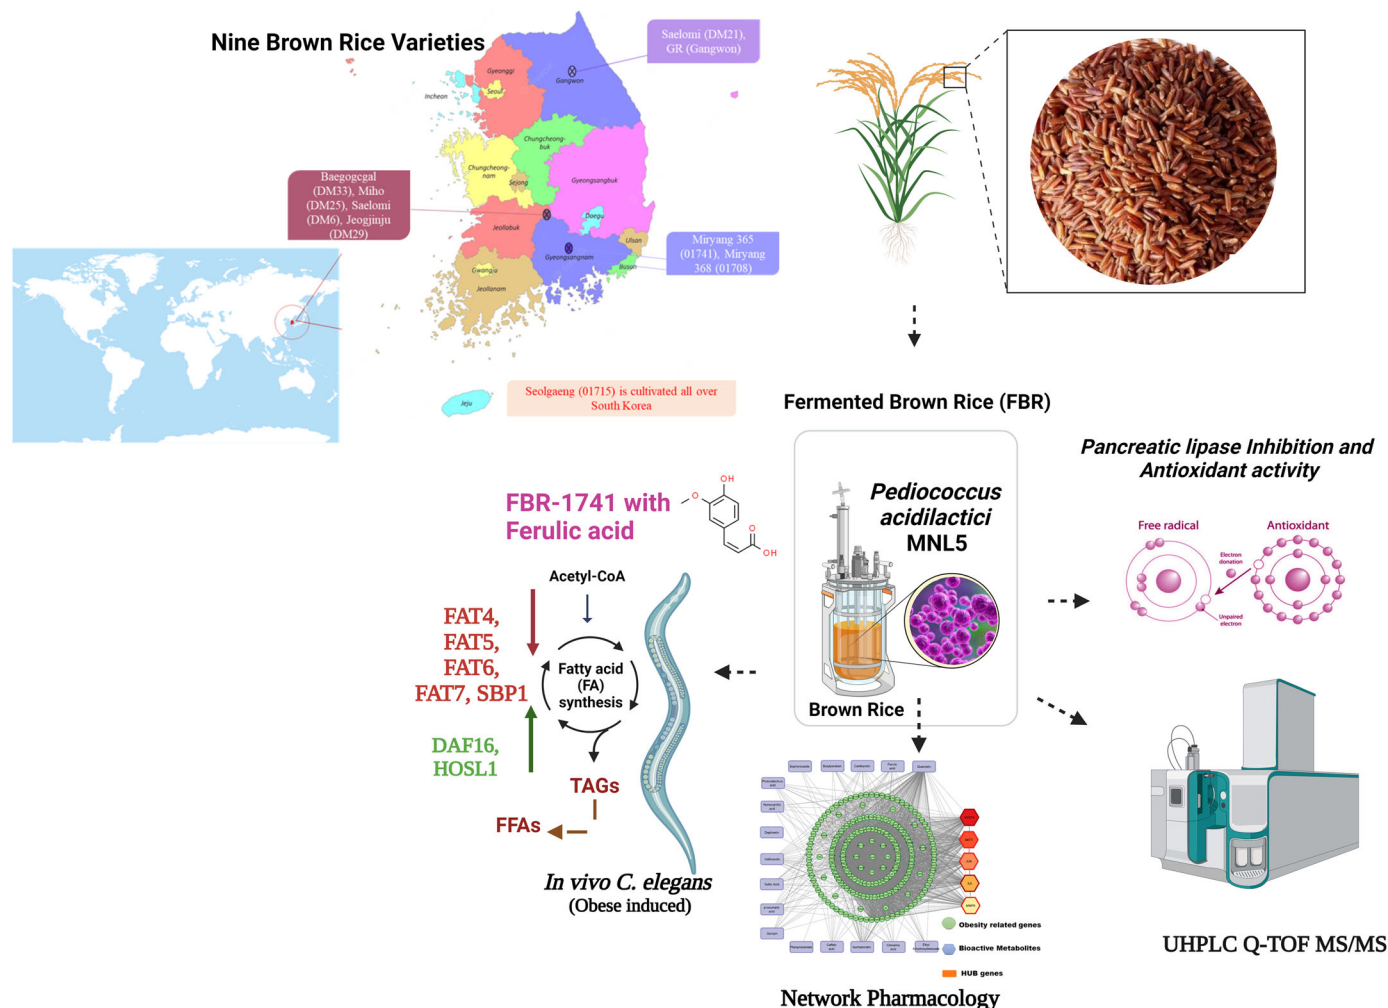 Nine Brown Rice Varieties
Saelomi (DM21),
GR (Gangwon)
Gyeonggi
Seoul
Incheon
Gangwon
Chungcheong-
buk
Chungcheong-
nam
Sejong
Gyeongsangbuk
Daegu
Jeollabuk
Gyeongsangnam
Ulsan
Busan
Gwangju
Jeollanam
Jeju
Baegogcgal
(DM33), Miho
(DM25), Saelomi
(DM6), Jeogjinju
(DM29)
Miryang 365
(01741), Miryang
368 (01708)
Seolgaeng (01715) is cultivated all over
South Korea
Fermented Brown Rice (FBR)
Pediococcus
acidilactici
MNL5
Brown Rice
Pancreatic lipase Inhibition and
Antioxidant activity
Free radical
Antioxidant
Electron
donation
Unpaired
electron
FBR-1741 with
Ferulic acid
OH
O
O
OH
Acetyl-CoA
FAT4,
FAT5,
FAT6,
FAT7, SBP1
Fatty acid
(FA)
synthesis
DAF16,
HOSL1
TAGs
FFAs
In vivo C. elegans
(Obese induced)
Obesity related genes
Bioactive Metabolites
HUB genes
Network Pharmacology
UHPLC Q-TOF MS/MS